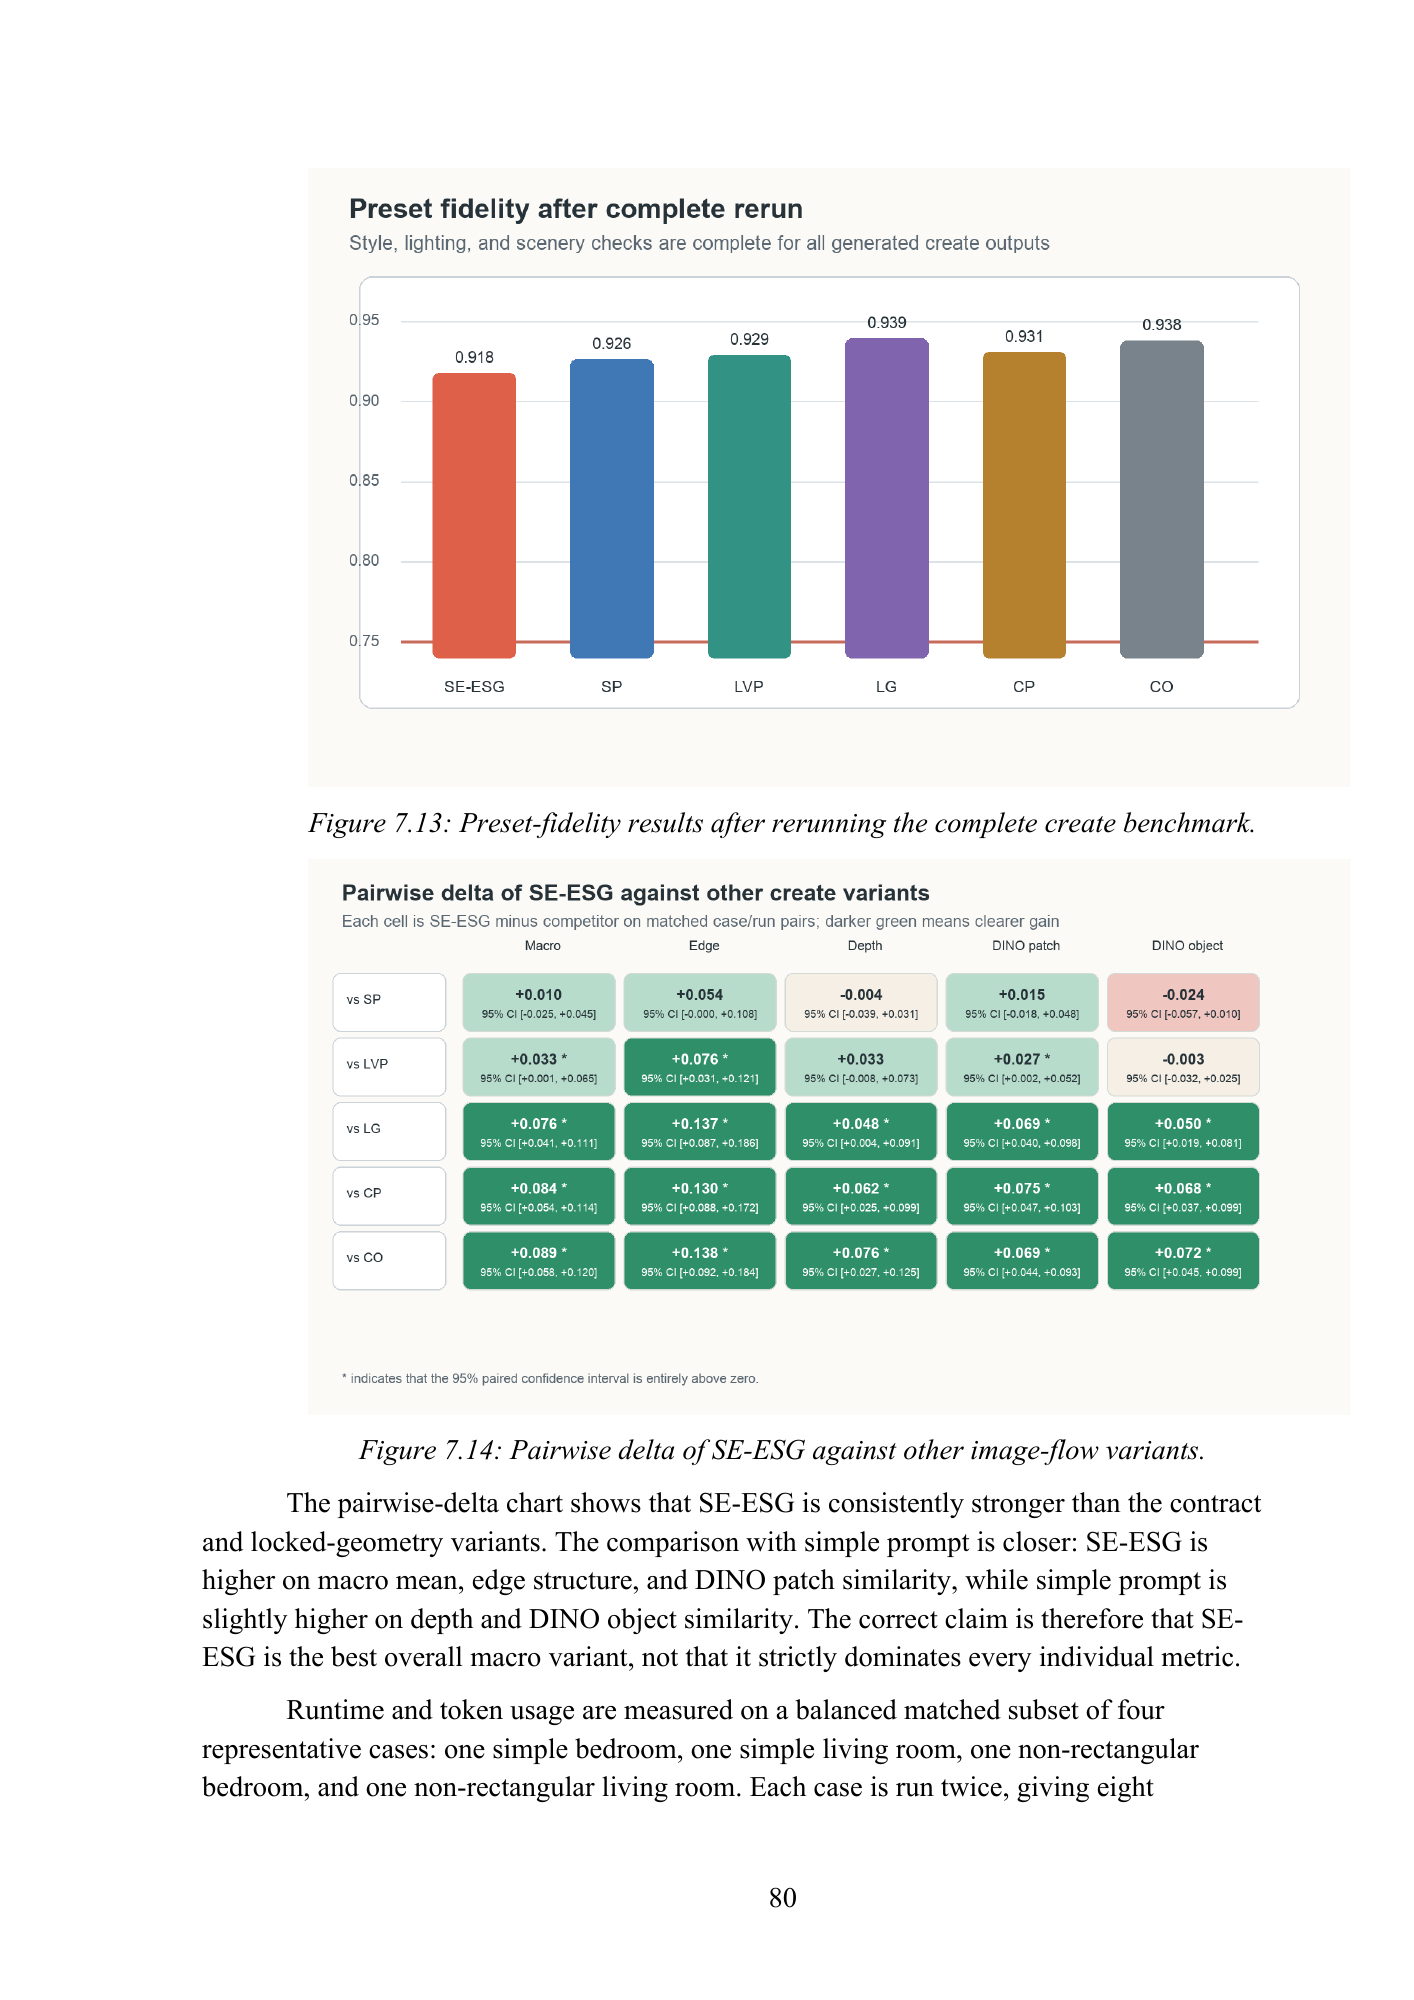 Preset fidelity after complete rerun
Style, lighting, and scenery checks are complete for all generated create outputs
0.95
0.90
0.85
0.80
0.75
0.918
0.926
0.929
0.939
0.931
0.938
SE-ESG SP LVP LG CP CO
Figure 7.13: Preset-fidelity results after rerunning the complete create benchmark.
Pairwise delta of SE-ESG against other create variants
Each cell is SE-ESG minus competitor on matched case/run pairs; darker green means clearer gain
Macro Edge Depth DINO patch DINO object
vs SP
+0.010 +0.054 -0.004 +0.015 -0.024
95% CI [-0.025, +0.045] 95% CI [-0.000, +0.108] 95% CI [-0.039, +0.031] 95% CI [-0.018, +0.048] 95% CI [-0.057, +0.010]
vs LVP
+0.033 * +0.076 * +0.033 +0.027 * -0.003
95% CI [+0.001, +0.065] 95% CI [+0.031, +0.121] 95% CI [-0.008, +0.073] 95% CI [+0.002, +0.052] 95% CI [-0.032, +0.025]
vs LG
+0.076 * +0.137 * +0.048 * +0.069 * +0.050 *
95% CI [+0.041, +0.111] 95% CI [+0.087, +0.186] 95% CI [+0.004, +0.091] 95% CI [+0.040, +0.098] 95% CI [+0.019, +0.081]
vs CP
+0.084 * +0.130 * +0.062 * +0.075 * +0.068 *
95% CI [+0.054, +0.114] 95% CI [+0.088, +0.172] 95% CI [+0.025, +0.099] 95% CI [+0.047, +0.103] 95% CI [+0.037, +0.099]
vs CO
+0.089 * +0.138 * +0.076 * +0.069 * +0.072 *
95% CI [+0.058, +0.120] 95% CI [+0.092, +0.184] 95% CI [+0.027, +0.125] 95% CI [+0.044, +0.093] 95% CI [+0.045, +0.099]
* indicates that the 95% paired confidence interval is entirely above zero.
Figure 7.14: Pairwise delta of SE-ESG against other image-flow variants.
The pairwise-delta chart shows that SE-ESG is consistently stronger than the contract
and locked-geometry variants. The comparison with simple prompt is closer: SE-ESG is
higher on macro mean, edge structure, and DINO patch similarity, while simple prompt is
slightly higher on depth and DINO object similarity. The correct claim is therefore that SE-
ESG is the best overall macro variant, not that it strictly dominates every individual metric.
Runtime and token usage are measured on a balanced matched subset of four
representative cases: one simple bedroom, one simple living room, one non-rectangular
bedroom, and one non-rectangular living room. Each case is run twice, giving eight
80